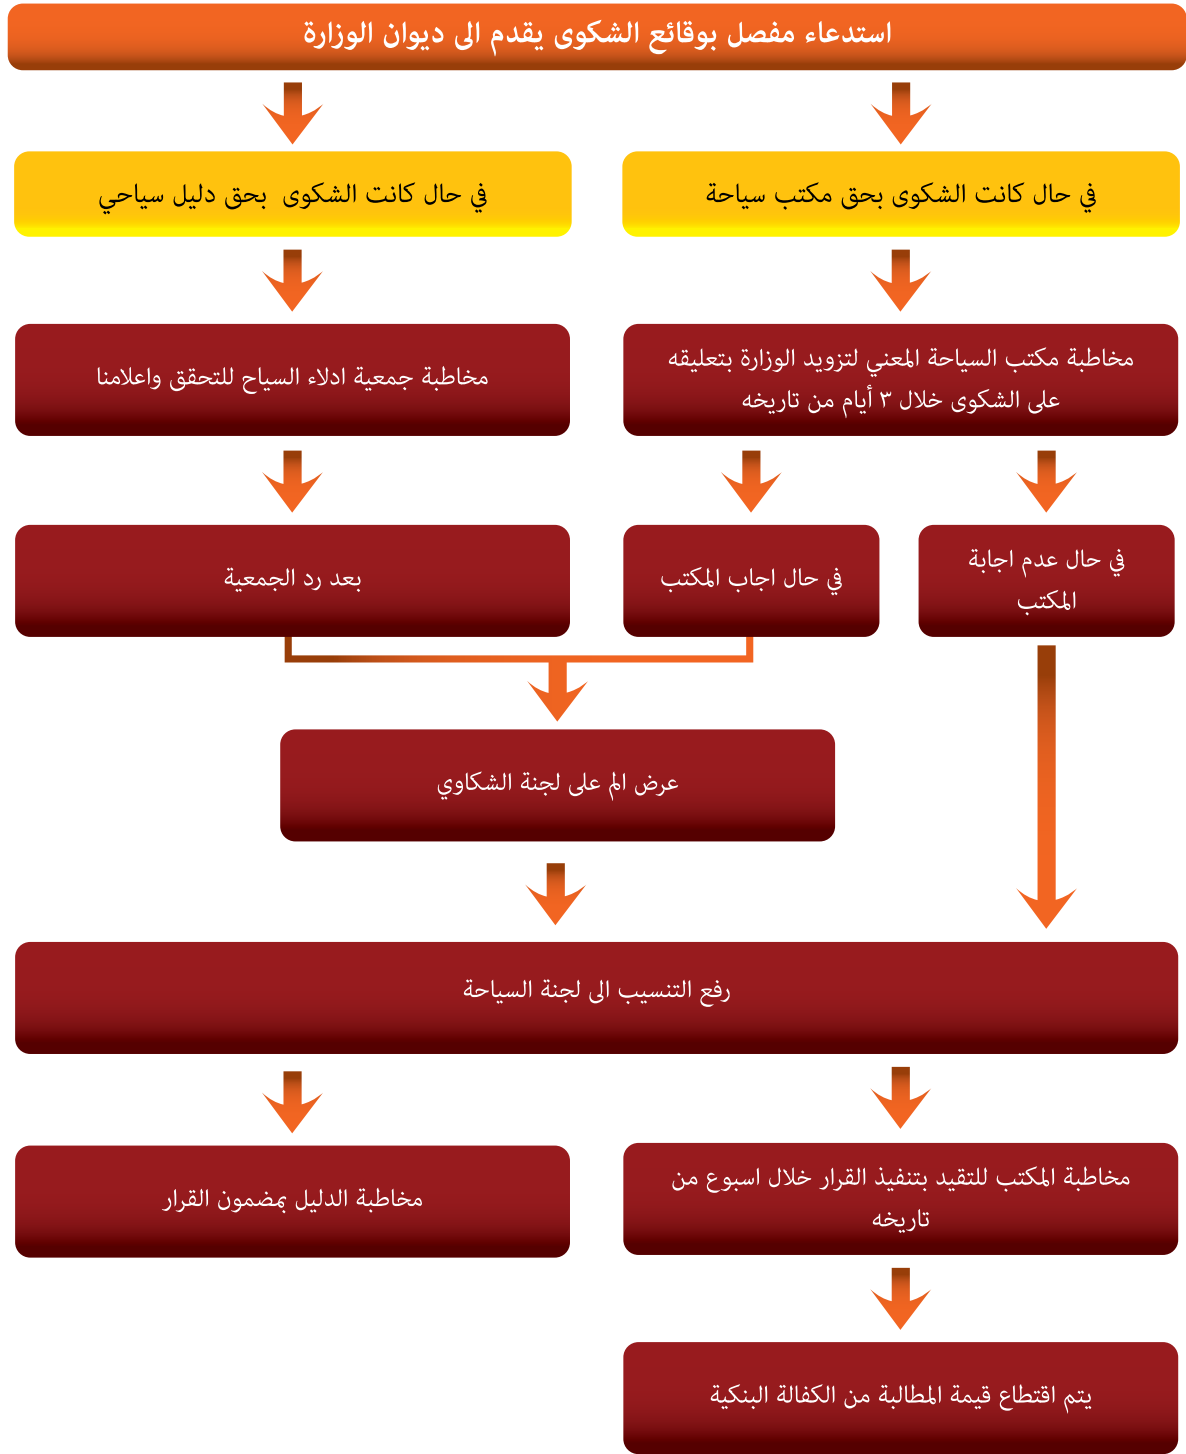 استدعاء مفصل بوقائع الشكوى يقدم الى ديوان الوزارة
في حال كانت الشكوى بحق مكتب سياحة
في حال كانت الشكوى بحق دليل سياحي
مخاطبة مكتب السياحة المعني لتزويد الوزارة بتعليقه
على الشكوى خلال ٣ أيام من تاريخه
مخاطبة جمعية ادلاء السياح للتحقق واعلامنا
في حال عدم اجابة
المكتب
في حال اجاب المكتب
بعد رد الجمعية
عرض الم على لجنة الشكاوي
رفع التنسيب الى لجنة السياحة
مخاطبة المكتب للتقيد بتنفيذ القرار خلال اسبوع من
تاريخه
مخاطبة الدليل بمضمون القرار
يتم اقتطاع قيمة المطالبة من الكفالة البنكية